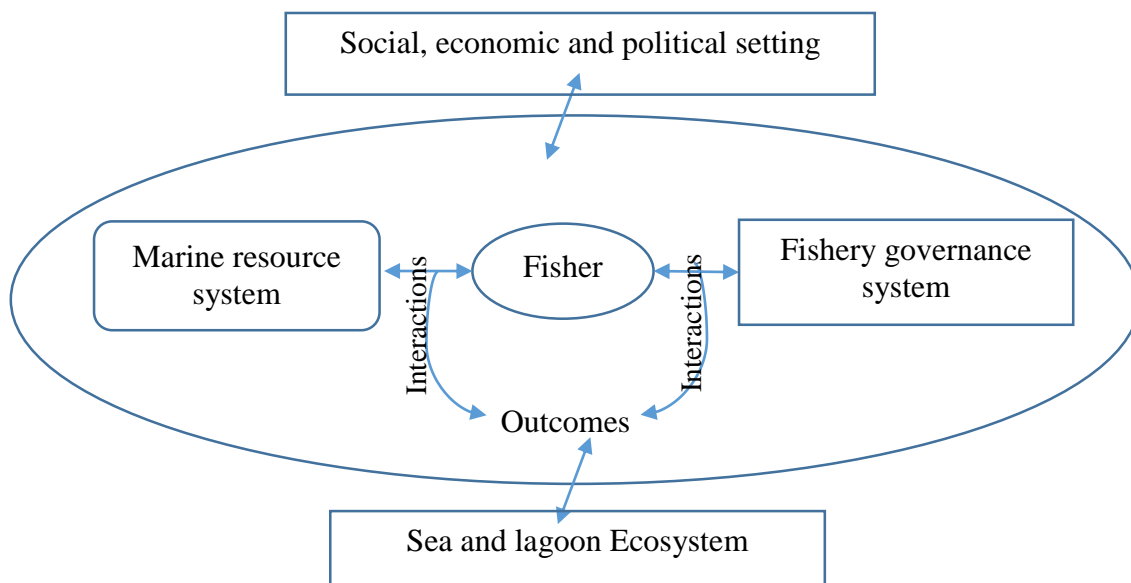 Social, economic and political setting
Marine resource
system
Fisher
Fishery governance
system
Interactions
Interactions
Outcomes
Sea and lagoon Ecosystem